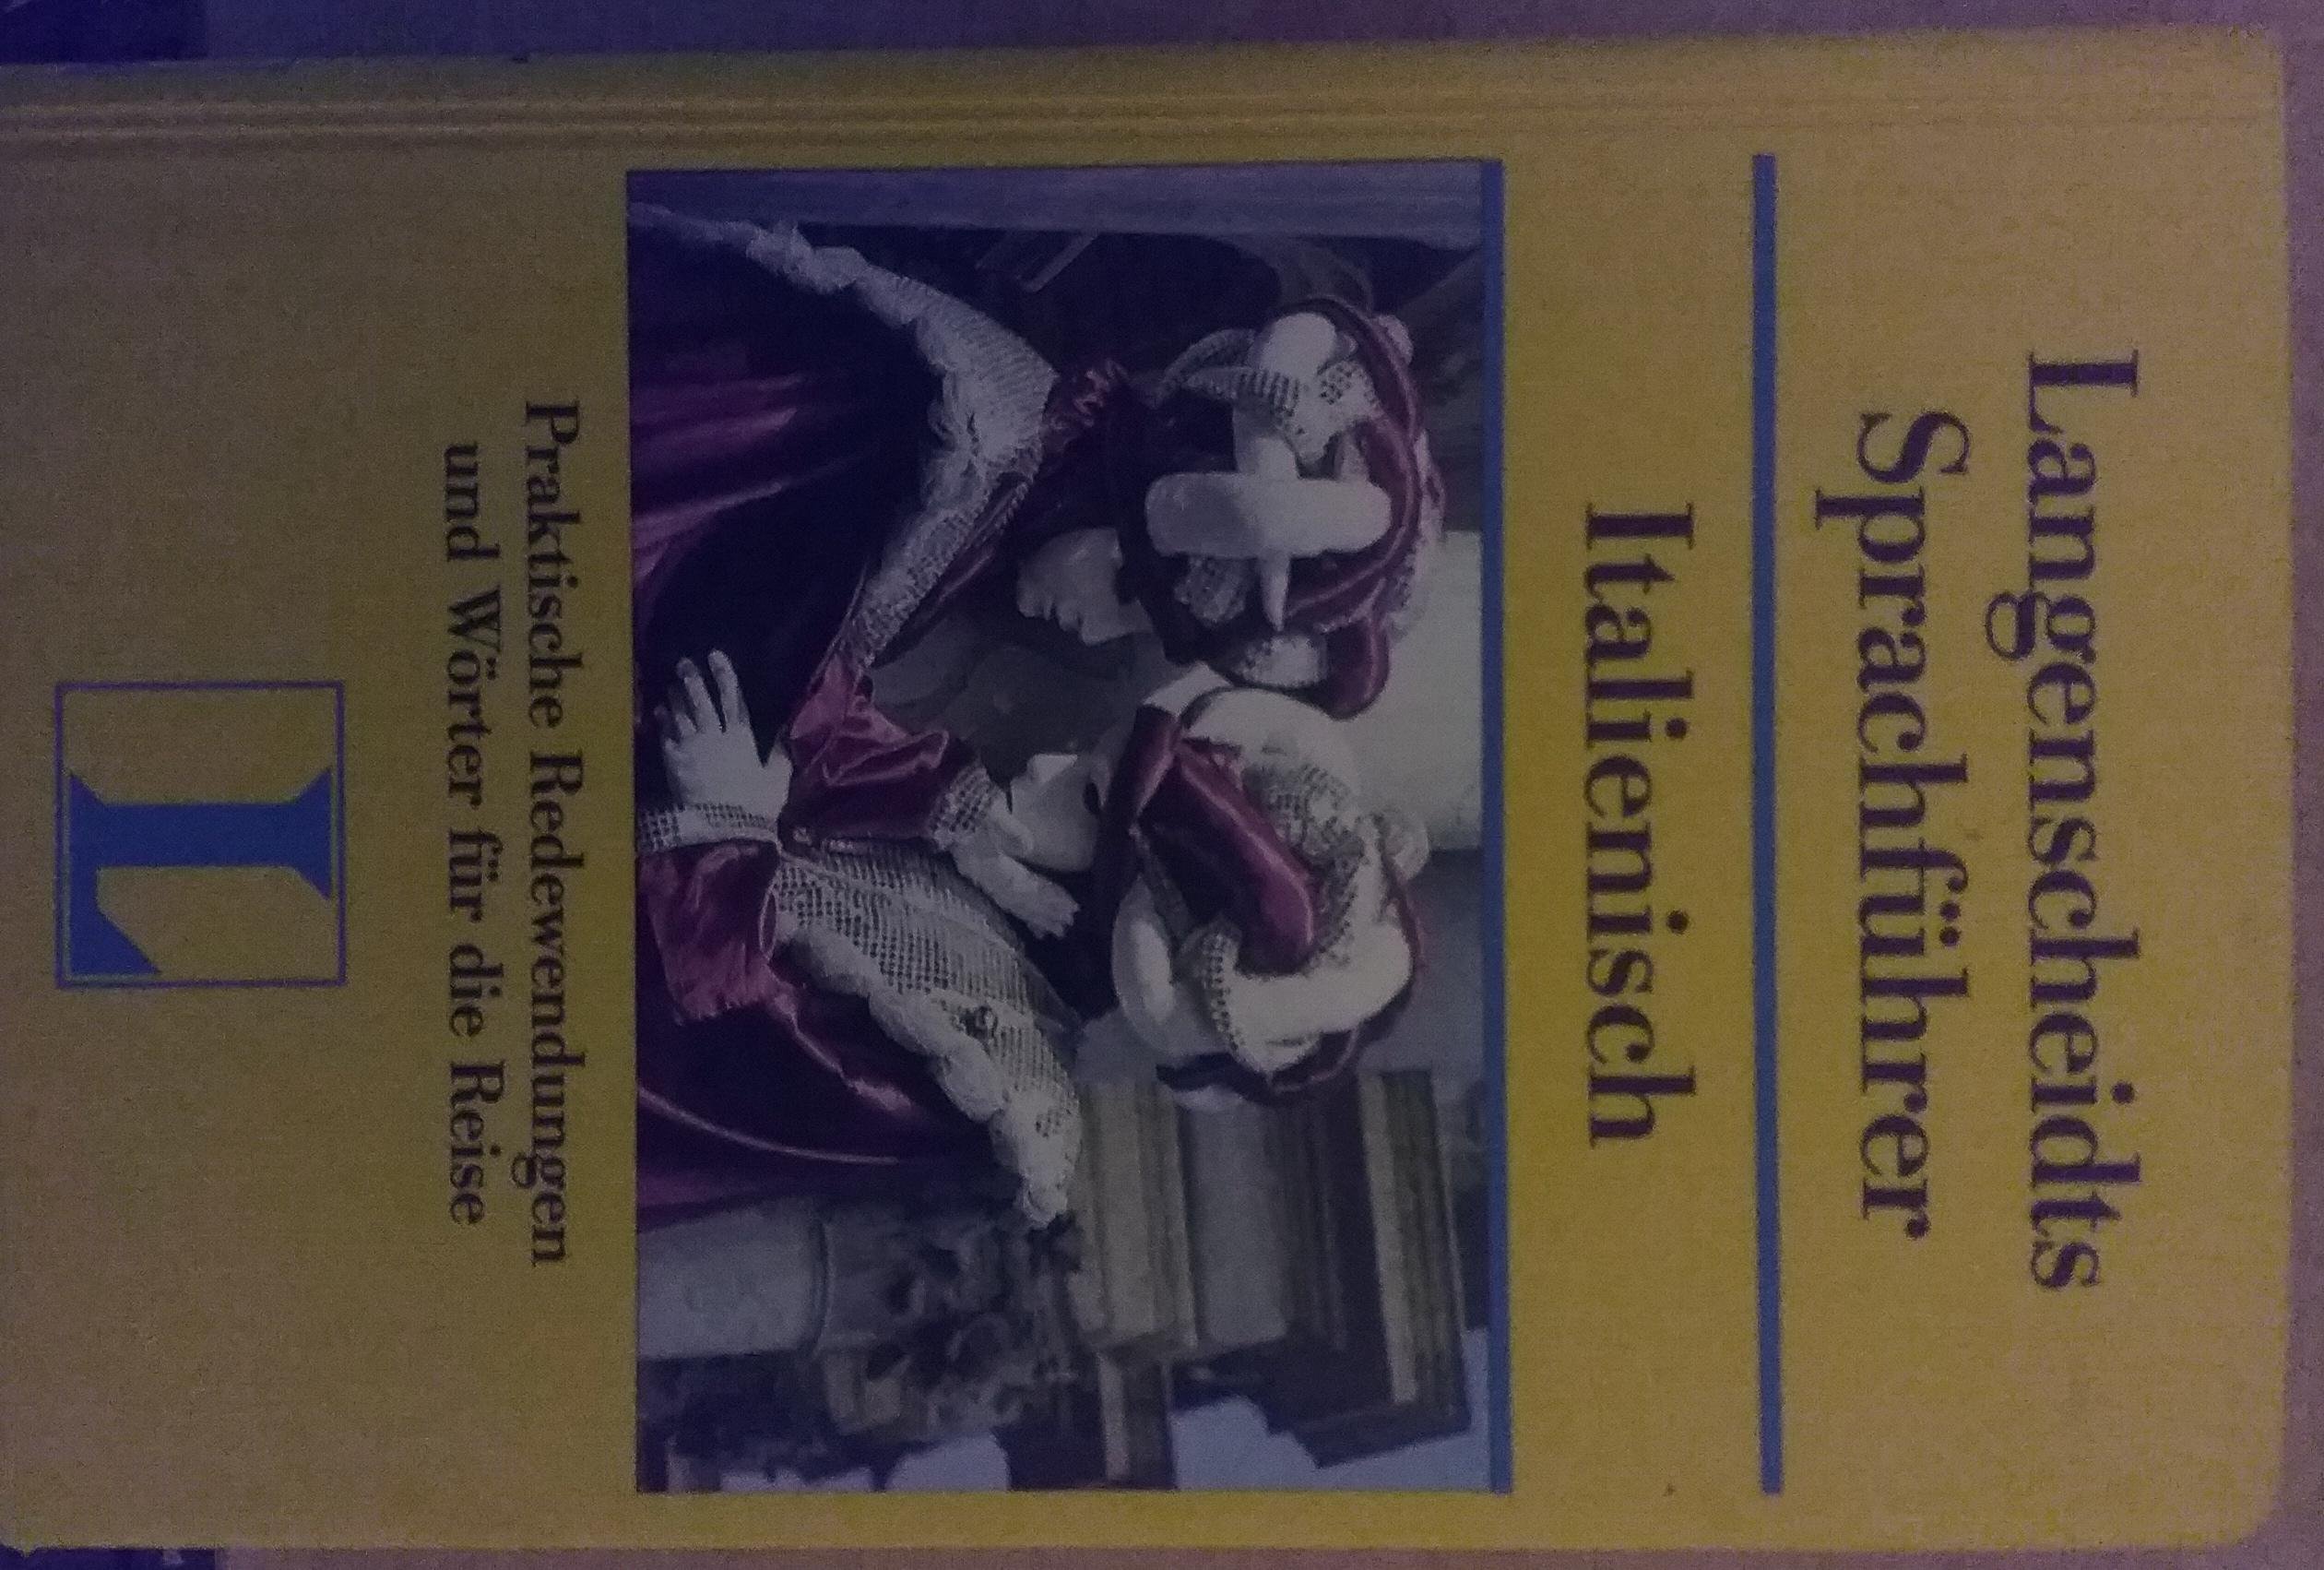 Langenscheidts
Sprachführer
Italienisch
Praktische Redewendungen
und Wörter für die Reise
L